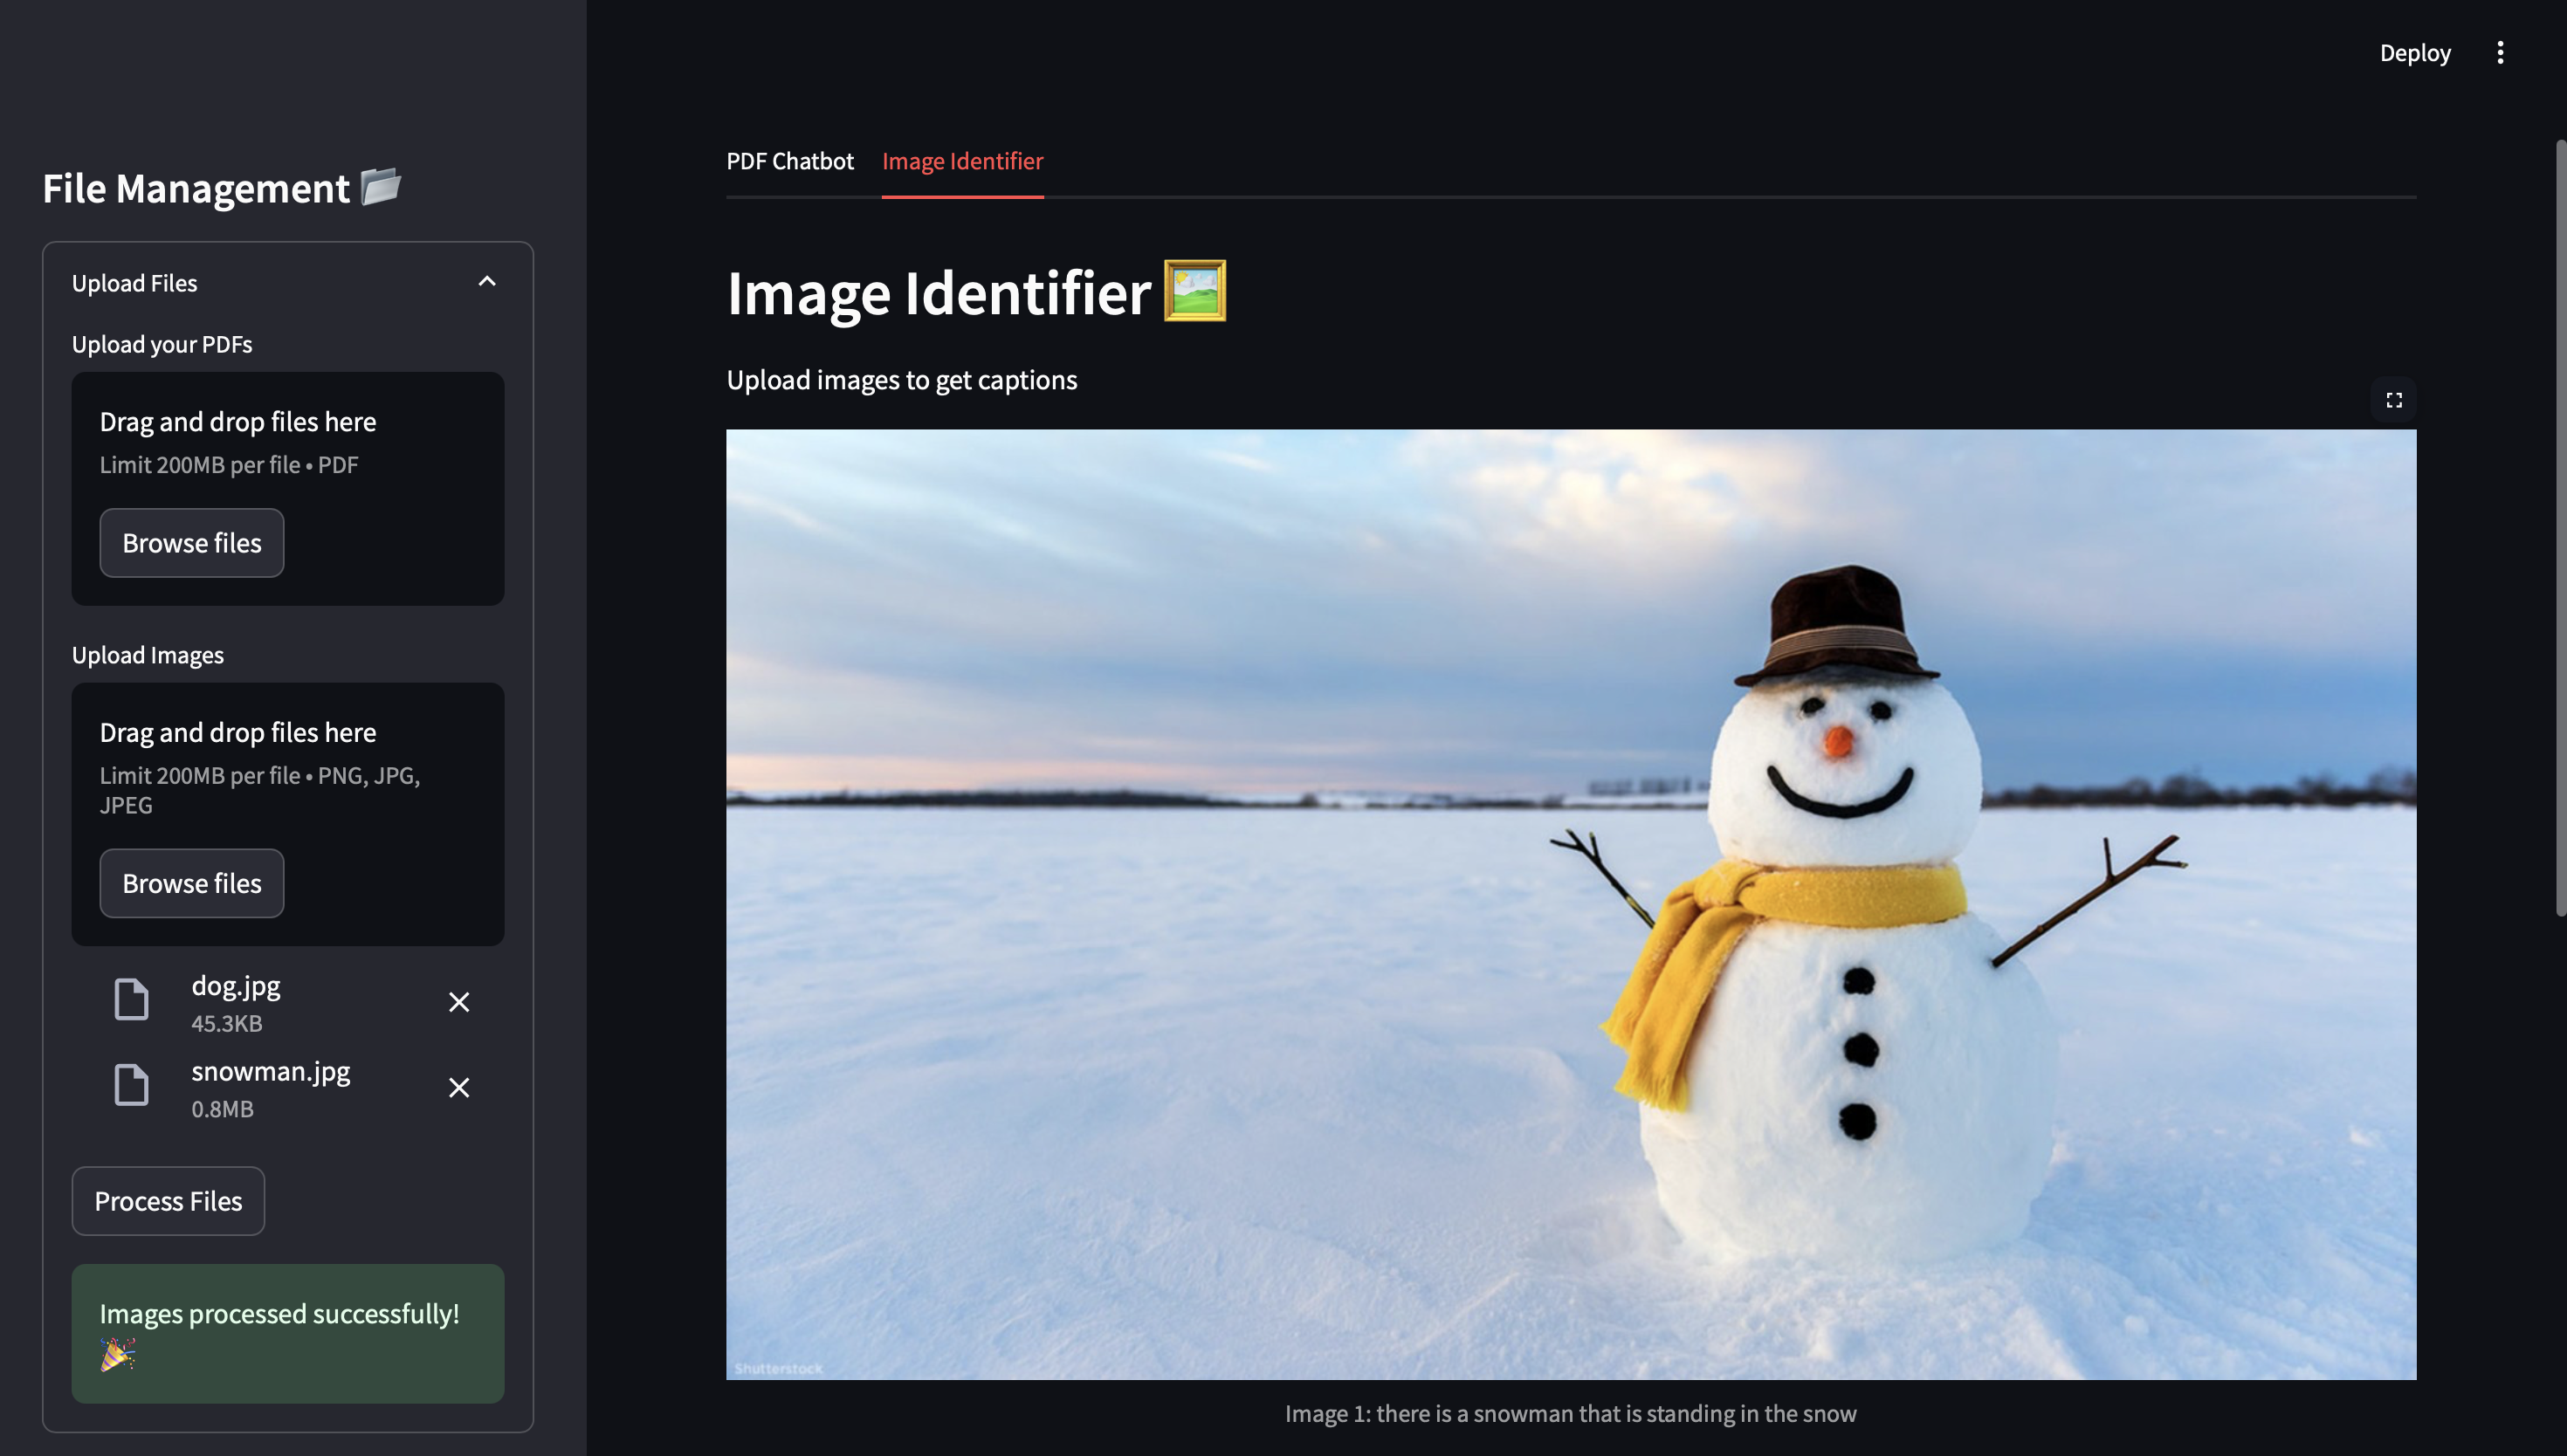 Deploy
File Management
Upload Files
Upload your PDFs
Drag and drop files here
Limit 200MB per file • PDF
Browse files
Upload Images
Drag and drop files here
Limit 200MB per file • PNG, JPG,
JPEG
Browse files
dog.jpg
45.3KB
snowman.jpg
0.8MB
Process Files
Images processed successfully!
PDF Chatbot
Image Identifier
Image Identifier
Upload images to get captions
Shutterstock
Image 1: there is a snowman that is standing in the snow